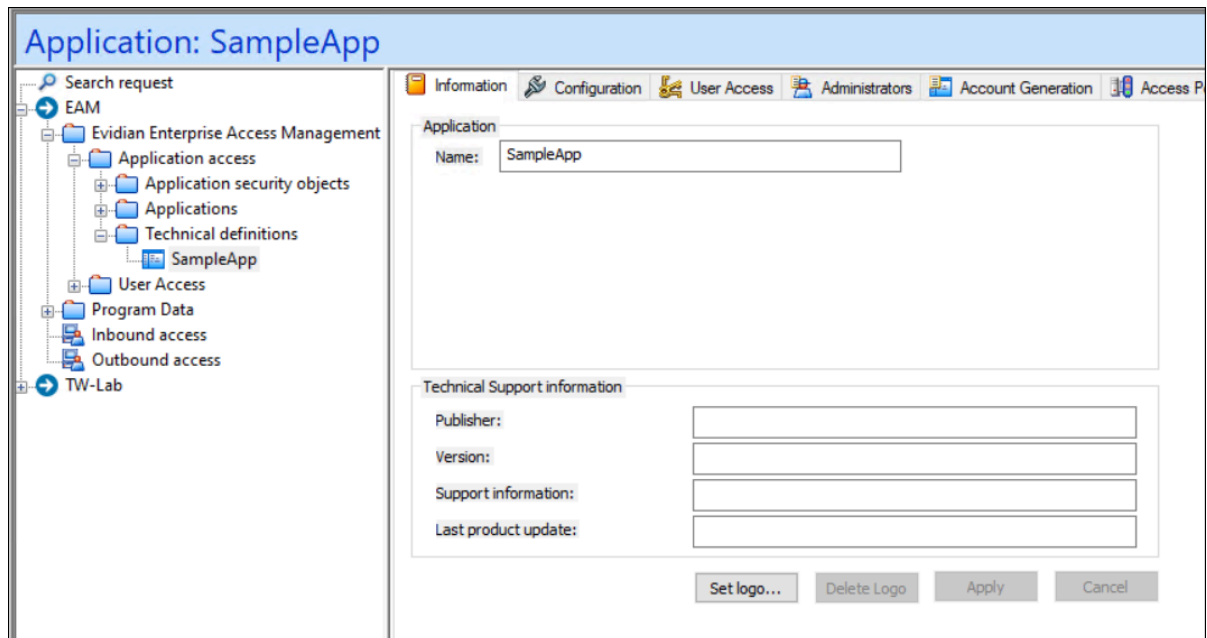 Application: SampleApp
Search request
EAM
Evidian Enterprise Access Management
Application access
Application security objects
Applications
Technical definitions
SampleApp
User Access
Program Data
Inbound access
Outbound access
TW-Lab
Information Configuration User Access Administrators Account Generation Access P
Application
Name: SampleApp
Technical Support information
Publisher:
Version:
Support information:
Last product update:
Set logo... Delete Logo Apply Cancel